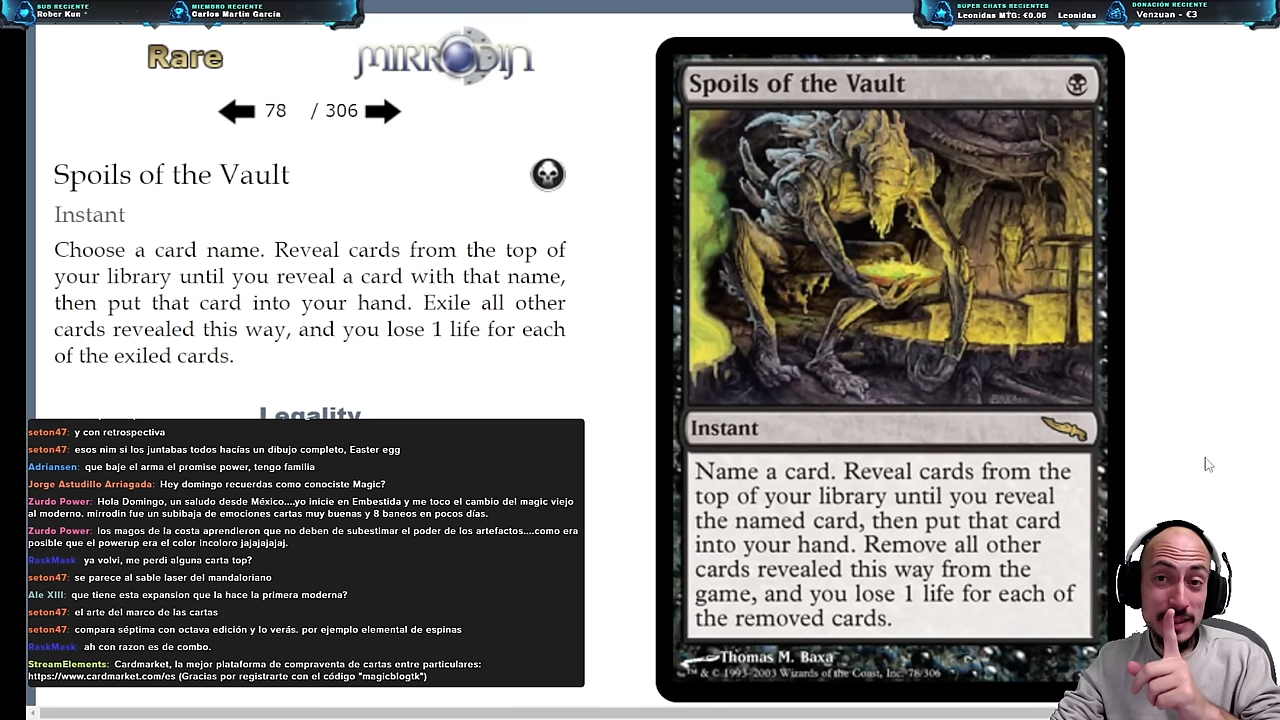 SUB RECIENTE
Rober Kun
MIEMBRO RECIENTE
Carlos Martin Garcia
SUPER CHATS RECIENTES
Leonidas MTG: €0.06 Leonidas
DONACIÓN RECIENTE
Venzuan - €3
Rare
MIRRODIN
78 / 306
Spoils of the Vault
Instant
Choose a card name. Reveal cards from the top of
your library until you reveal a card with that name,
then put that card into your hand. Exile all other
cards revealed this way, and you lose 1 life for each
of the exiled cards.
Legality
seton47: y con retrospectiva
seton47: esos nim si los juntabas todos hacías un dibujo completo, Easter egg
Adriansen: que baje el arma el promise power, tengo familia
Jorge Astudillo Arriagada: Hey domingo recuerdas como conociste Magic?
Zurdo Power: Hola Domingo, un saludo desde México....yo inicie en Embestida y me toco el cambio del magic viejo
al moderno. mirrodin fue un subibaja de emociones cartas muy buenas y 8 baneos en pocos días.
Zurdo Power: los magos de la costa aprendieron que no deben de subestimar el poder de los artefactos....como era
posible que el powerup era el color incoloro jajajajajaj.
RaskMask: ya volvi, me perdi alguna carta top?
seton47: se parece al sable laser del mandaloriano
Ale XIII: que tiene esta expansion que la hace la primera moderna?
seton47: el arte del marco de las cartas
seton47: compara séptima con octava edición y lo verás. por ejemplo elemental de espinas
RaskMask: ah con razon es de combo.
StreamElements: Cardmarket, la mejor plataforma de compraventa de cartas entre particulares:
https://www.cardmarket.com/es (Gracias por registrarte con el código "magicblogtk")
Spoils of the Vault
Instant
Name a card. Reveal cards from the
top of your library until you reveal
the named card, then put that card
into your hand. Remove all other
cards revealed this way from the
game, and you lose 1 life for each of
the removed cards.
Thomas M. Baxa
™ & © 1993–2003 Wizards of the Coast, Inc. 78/306